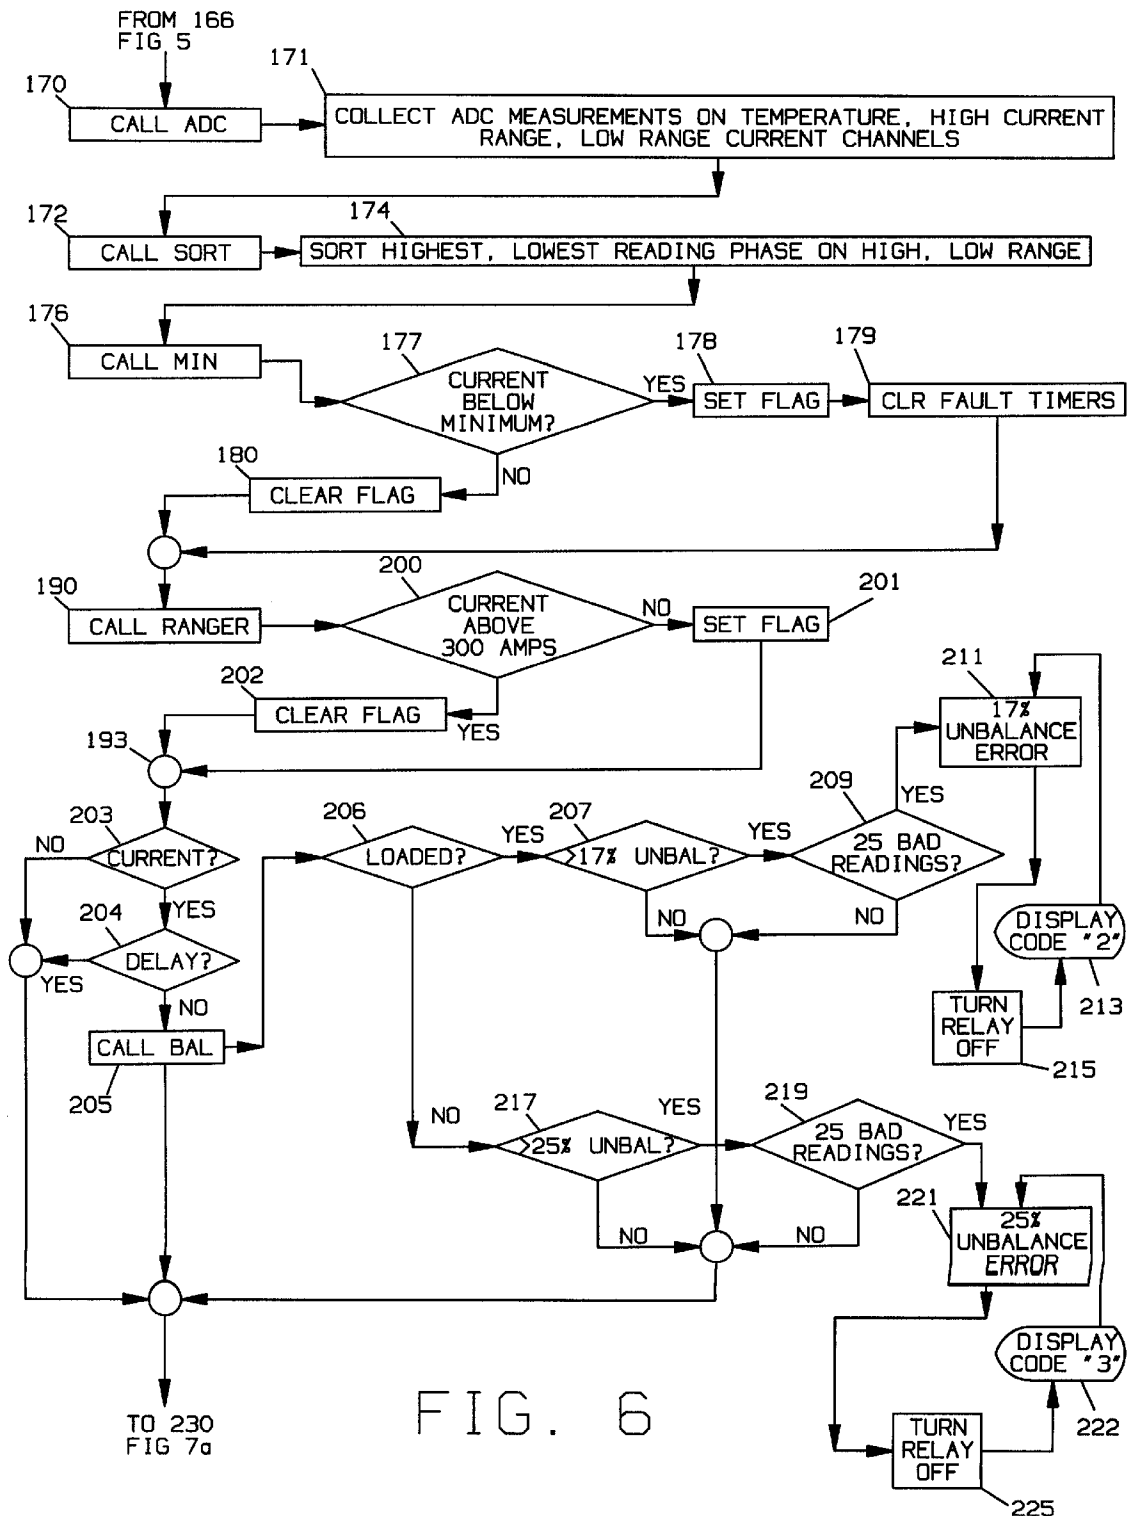 FROM 166
FIG 5
170
CALL ADC
171
COLLECT ADC MEASUREMENTS ON TEMPERATURE, HIGH CURRENT
RANGE, LOW RANGE CURRENT CHANNELS
172
CALL SORT
174
SORT HIGHEST, LOWEST READING PHASE ON HIGH, LOW RANGE
176
CALL MIN
177
CURRENT
BELOW
MINIMUM?
YES
178
SET FLAG
179
CLR FAULT TIMERS
NO
180
CLEAR FLAG
190
CALL RANGER
200
CURRENT
ABOVE
300 AMPS
NO
201
SET FLAG
YES
202
CLEAR FLAG
193
203
CURRENT?
NO
YES
204
DELAY?
YES
NO
CALL BAL
205
206
LOADED?
YES
207
>17% UNBAL?
YES
209
25 BAD
READINGS?
YES
211
17%
UNBALANCE
ERROR
NO
NO
DISPLAY
CODE "2"
213
TURN
RELAY
OFF
215
NO
217
>25% UNBAL?
YES
219
25 BAD
READINGS?
YES
221
25%
UNBALANCE
ERROR
NO
NO
DISPLAY
CODE "3"
222
TURN
RELAY
OFF
225
TO 230
FIG 7a
FIG. 6